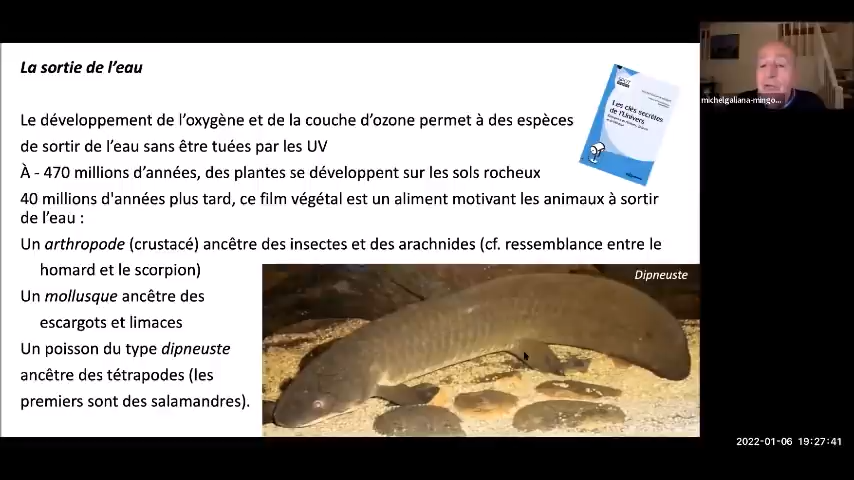 La sortie de l'eau
Les clés secrètes
de l'Univers
michelgaliana-mingo...
Le développement de l'oxygène et de la couche d'ozone permet à des espèces
de sortir de l'eau sans être tuées par les UV
À - 470 millions d'années, des plantes se développent sur les sols rocheux
40 millions d'années plus tard, ce film végétal est un aliment motivant les animaux à sortir
de l'eau :
Un arthropode (crustacé) ancêtre des insectes et des arachnides (cf. ressemblance entre le
homard et le scorpion)
Dipneuste
Un mollusque ancêtre des
escargots et limaces
Un poisson du type dipneuste
ancêtre des tétrapodes (les
premiers sont des salamandres).
2022-01-06 19:27:41